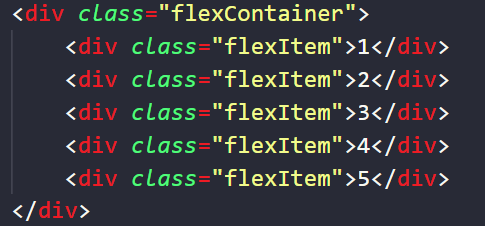 <div class="flexContainer">
    <div class="flexItem">1</div>
    <div class="flexItem">2</div>
    <div class="flexItem">3</div>
    <div class="flexItem">4</div>
    <div class="flexItem">5</div>
</div>